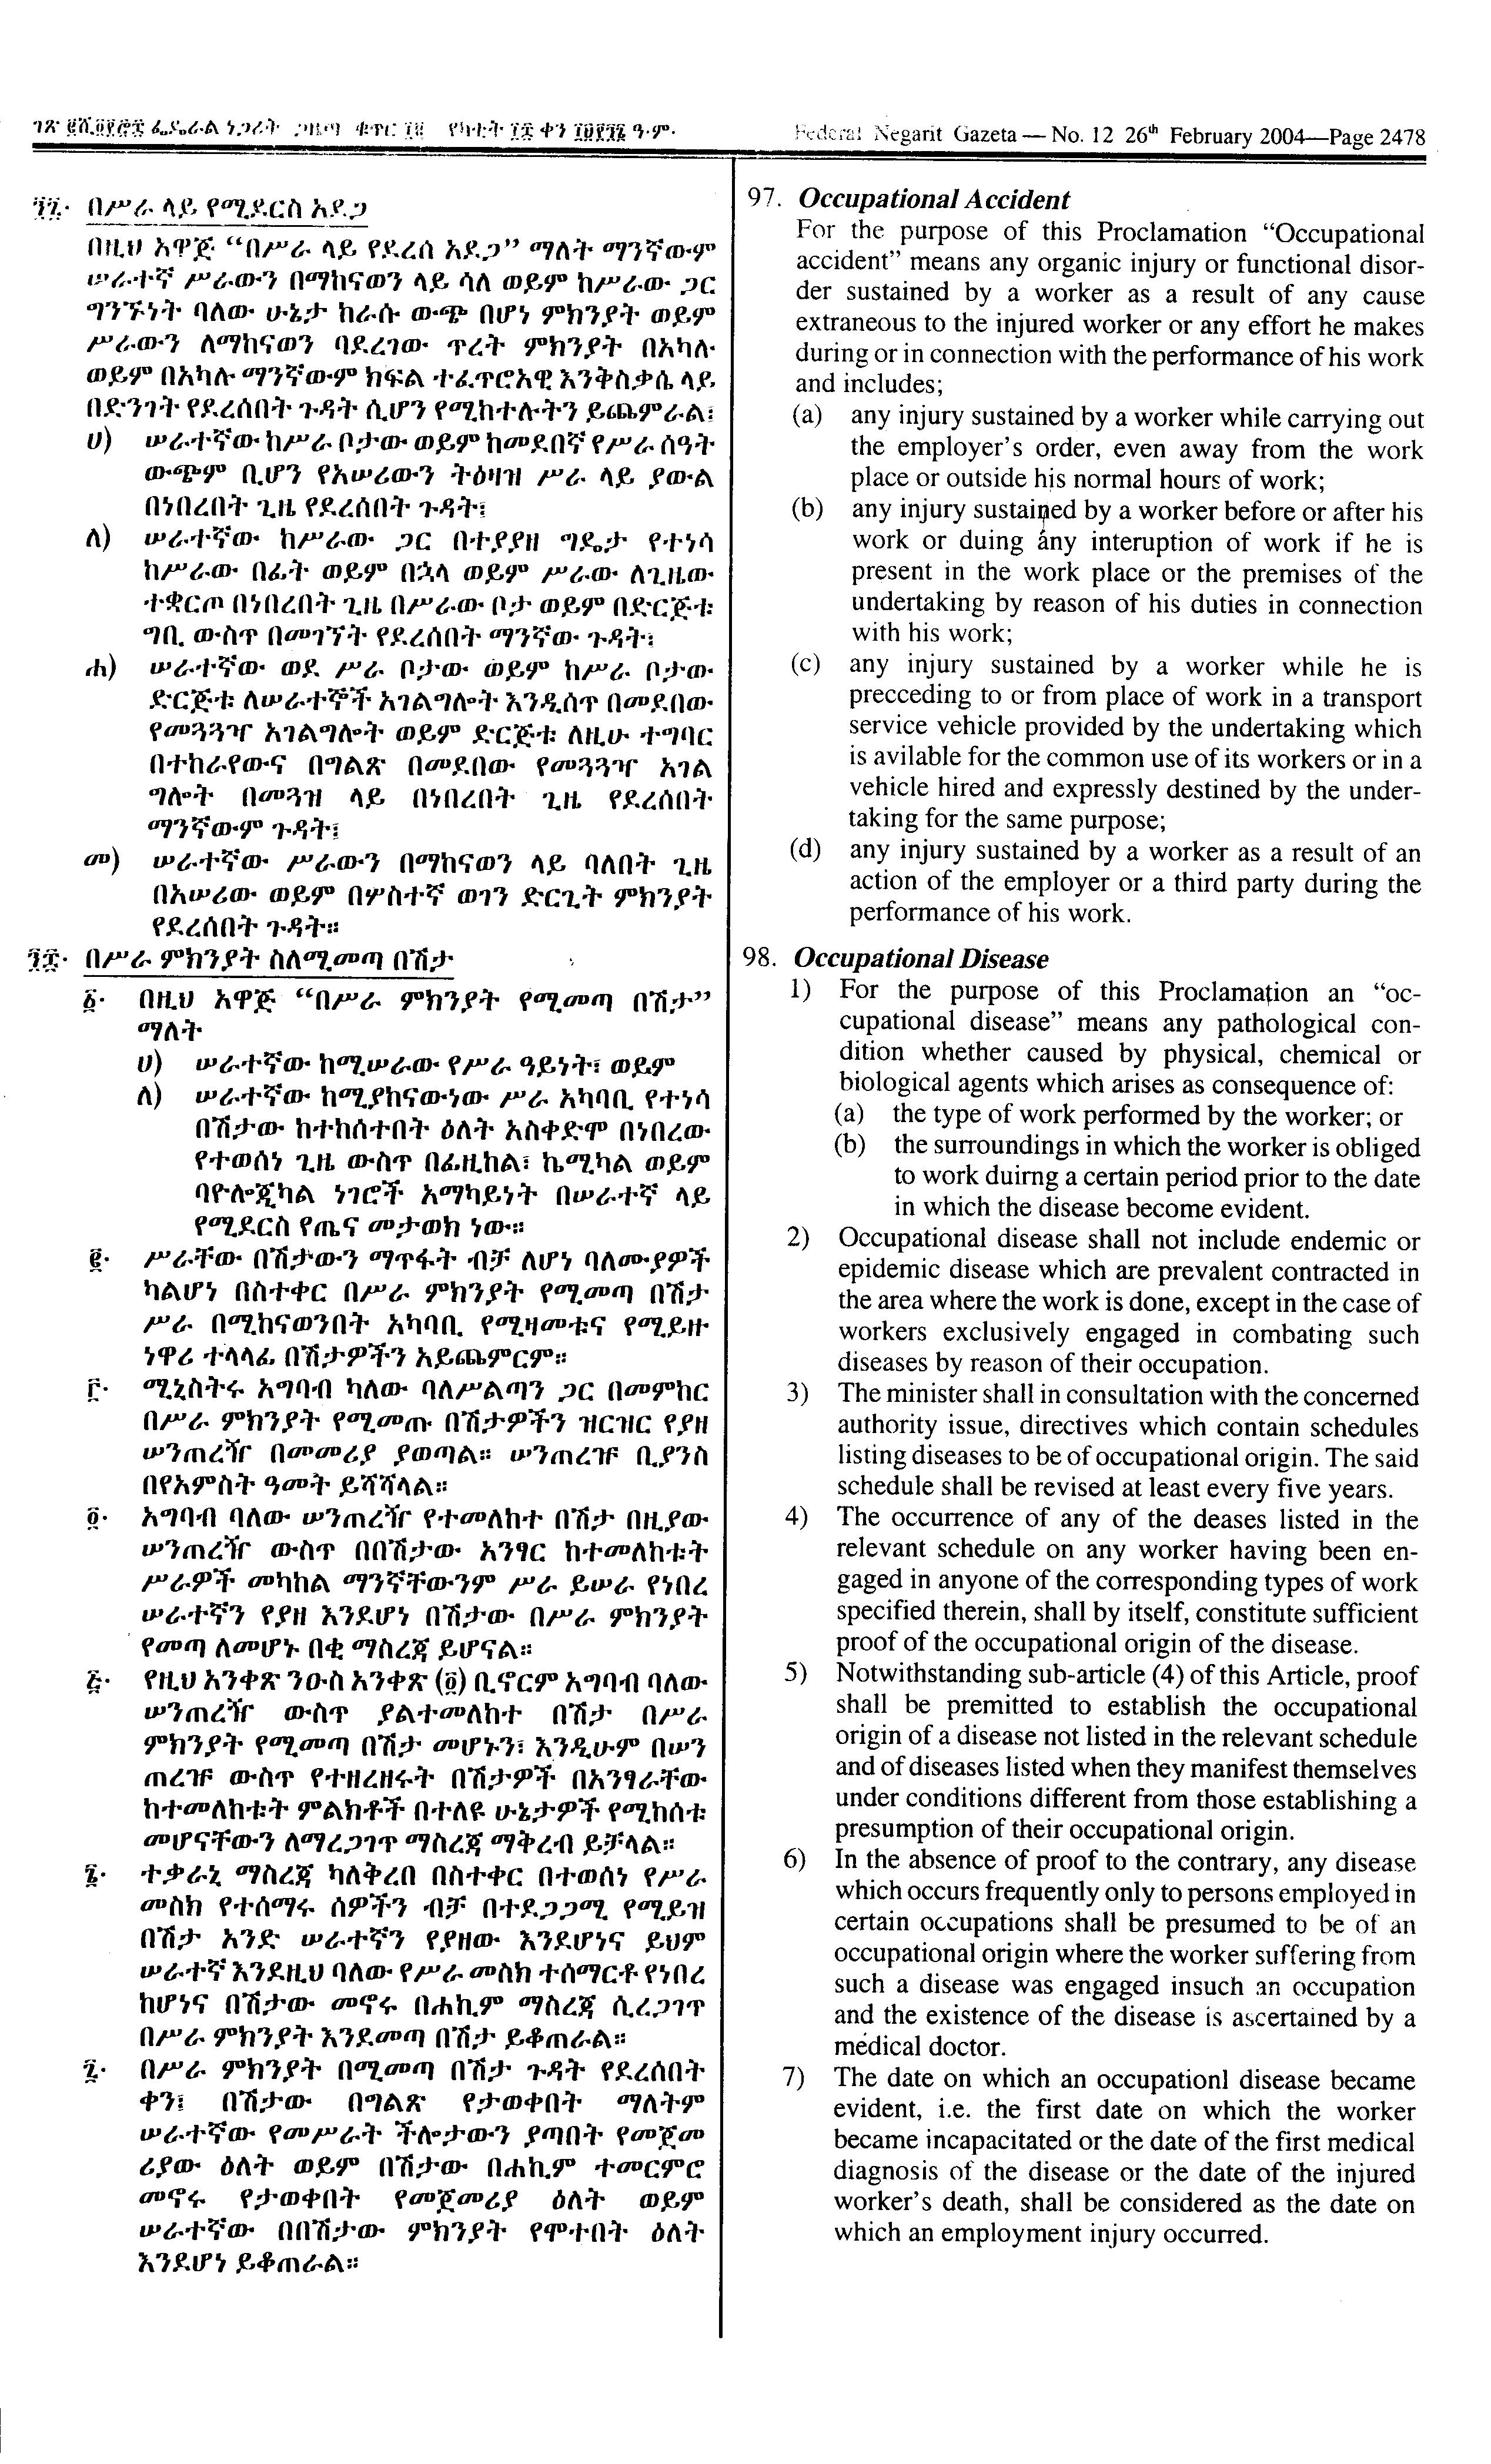 ገጽ ፪ሺ፬፻፸፰ ፌዴራል ነጋሪት ጋዜጣ ቁጥር ፲፪ የካቲት ፲፰ ቀን ፲፱፻፺፮ ዓ·ም·
Federal Negarit Gazeta — No. 12 26th February 2004—Page 2478
፺፯· በሥራ ላይ የሚደርስ አደጋ
በዚህ አዋጅ “በሥራ ላይ የደረሰ አደጋ” ማለት ማንኛውም
ሠራተኛ ሥራውን በማከናወን ላይ ሳለ ወይም ከሥራው ጋር
ግንኙነት ባለው ሁኔታ ከራሱ ውጭ በሆነ ምክንያት ወይም
ሥራውን ለማከናወን ባደረገው ጥረት ምክንያት በአካሉ
ወይም በአካሉ ማንኛውም ክፍል ተፈጥሮአዊ እንቅስቃሴ ላይ
በድንገት የደረሰበት ጉዳት ሲሆን የሚከተሉትን ይጨምራል፤
ሀ) ሠራተኛው ከሥራ ቦታው ወይም ከመደበኛ የሥራ ሰዓት
ውጭም ቢሆን የአሠሪውን ትዕዛዝ ሥራ ላይ ያውል
በነበረበት ጊዜ የደረሰበት ጉዳት፤
ለ) ሠራተኛው ከሥራው ጋር በተያያዘ ግዴታ የተነሳ
ከሥራው በፊት ወይም በኋላ ወይም ሥራው ለጊዜው
ተቋርጦ በነበረበት ጊዜ በሥራው ቦታ ወይም በድርጅቱ
ግቢ ውስጥ በመገኘት የደረሰበት ማንኛው ጉዳት፤
ሐ) ሠራተኛው ወደ ሥራ ቦታው ወይም ከሥራ ቦታው
ድርጅቱ ለሠራተኞች አገልግሎት እንዲሰጥ በመደበው
የመጓጓዣ አገልግሎት ወይም ድርጅቱ ለዚሁ ተግባር
በተከራየውና በግልጽ በመደበው የመጓጓዣ አገል
ግሎት በመጓዝ ላይ በነበረበት ጊዜ የደረሰበት
ማንኛውም ጉዳት፤
መ) ሠራተኛው ሥራውን በማከናወን ላይ ባለበት ጊዜ
በአሠሪው ወይም በሦስተኛ ወገን ድርጊት ምክንያት
የደረሰበት ጉዳት።
፺፰· በሥራ ምክንያት ስለሚመጣ በሽታ
፩· በዚህ አዋጅ “በሥራ ምክንያት የሚመጣ በሽታ”
ማለት
ሀ) ሠራተኛው ከሚሠራው የሥራ ዓይነት፣ ወይም
ለ) ሠራተኛው ከሚያከናውነው ሥራ አካባቢ የተነሳ
በሽታው ከተከሰተበት ዕለት አስቀድሞ በነበረው
የተወሰነ ጊዜ ውስጥ በፊዚከል፣ ኬሚካል ወይም
ባዮሎጂካል ነገሮች አማካይነት በሠራተኛ ላይ
የሚደርስ የጤና መታወክ ነው።
፪· ሥራቸው በሽታውን ማጥፋት ብቻ ለሆነ ባለሙያዎች
ካልሆነ በስተቀር በሥራ ምክንያት የሚመጣ በሽታ
ሥራ በሚከናወንበት አካባቢ የሚዛመቱና የሚይዙ
ነዋሪ ተላላፊ በሽታዎችን አይጨምርም።
፫· ሚኒስትሩ አግባብ ካለው ባለሥልጣን ጋር በመምከር
በሥራ ምክንያት የሚመጡ በሽታዎችን ዝርዝር የያዘ
ሠንጠረዥ በመመሪያ ያወጣል። ሠንጠረዡ ቢያንስ
በየአምስት ዓመት ይሻሻላል።
፬· አግባብ ባለው ሠንጠረዥ የተመለከተ በሽታ በዚያው
ሠንጠረዥ ውስጥ በበሽታው አንፃር ከተመለከቱት
ሥራዎች መካከል ማንኛቸውንም ሥራ ይሠራ የነበረ
ሠራተኛን የያዘ እንደሆነ በሽታው በሥራ ምክንያት
የመጣ ለመሆኑ በቂ ማስረጃ ይሆናል።
፭· የዚህ አንቀጽ ንዑስ አንቀጽ (፬) ቢኖርም አግባብ ባለው
ሠንጠረዥ ውስጥ ያልተመለከተ በሽታ በሥራ
ምክንያት የሚመጣ በሽታ መሆኑን፣ እንዲሁም በሠን
ጠረዡ ውስጥ የተዘረዘሩት በሽታዎች በአንፃራቸው
ከተመለከቱት ምልክቶች በተለዩ ሁኔታዎች የሚከሰቱ
መሆናቸውን ለማረጋገጥ ማስረጃ ማቅረብ ይቻላል።
፮· ተቃራኒ ማስረጃ ካለቅረበ በስተቀር በተወሰነ የሥራ
መስክ የተሰማሩ ሰዎችን ብቻ በተደጋጋሚ የሚይዝ
በሽታ አንድ ሠራተኛን የያዘው እንደሆነና ይህም
ሠራተኛ እንደዚህ ባለው የሥራ መስክ ተሰማርቶ የነበረ
ከሆነና በሽታው መኖሩ በሐኪም ማስረጃ ሲረጋገጥ
በሥራ ምክንያት እንደመጣ በሽታ ይቆጠራል።
፯· በሥራ ምክንያት በሚመጣ በሽታ ጉዳት የደረሰበት
ቀን፤ በሽታው በግልጽ የታወቀበት ማለትም
ሠራተኛው የመሥራት ችሎታውን ያጣበት የመጀመ
ሪያው ዕለት ወይም በሽታው በሐኪም ተመርምሮ
መኖሩ የታወቀበት የመጀመሪያ ዕለት ወይም
ሠራተኛው በበሽታው ምክንያት የሞተበት ዕለት
እንደሆነ ይቆጠራል።
97. Occupational Accident
For the purpose of this Proclamation “Occupational
accident” means any organic injury or functional disor-
der sustained by a worker as a result of any cause
extraneous to the injured worker or any effort he makes
during or in connection with the performance of his work
and includes;
(a) any injury sustained by a worker while carrying out
the employer’s order, even away from the work
place or outside his normal hours of work;
(b) any injury sustained by a worker before or after his
work or duing any interuption of work if he is
present in the work place or the premises of the
undertaking by reason of his duties in connection
with his work;
(c) any injury sustained by a worker while he is
precceding to or from place of work in a transport
service vehicle provided by the undertaking which
is avilable for the common use of its workers or in a
vehicle hired and expressly destined by the under-
taking for the same purpose;
(d) any injury sustained by a worker as a result of an
action of the employer or a third party during the
performance of his work.
98. Occupational Disease
1) For the purpose of this Proclamation an “oc-
cupational disease” means any pathological con-
dition whether caused by physical, chemical or
biological agents which arises as consequence of:
(a) the type of work performed by the worker; or
(b) the surroundings in which the worker is obliged
to work duirng a certain period prior to the date
in which the disease become evident.
2) Occupational disease shall not include endemic or
epidemic disease which are prevalent contracted in
the area where the work is done, except in the case of
workers exclusively engaged in combating such
diseases by reason of their occupation.
3) The minister shall in consultation with the concerned
authority issue, directives which contain schedules
listing diseases to be of occupational origin. The said
schedule shall be revised at least every five years.
4) The occurrence of any of the deases listed in the
relevant schedule on any worker having been en-
gaged in anyone of the corresponding types of work
specified therein, shall by itself, constitute sufficient
proof of the occupational origin of the disease.
5) Notwithstanding sub-article (4) of this Article, proof
shall be premitted to establish the occupational
origin of a disease not listed in the relevant schedule
and of diseases listed when they manifest themselves
under conditions different from those establishing a
presumption of their occupational origin.
6) In the absence of proof to the contrary, any disease
which occurs frequently only to persons employed in
certain occupations shall be presumed to be of an
occupational origin where the worker suffering from
such a disease was engaged insuch an occupation
and the existence of the disease is ascertained by a
medical doctor.
7) The date on which an occupationl disease became
evident, i.e. the first date on which the worker
became incapacitated or the date of the first medical
diagnosis of the disease or the date of the injured
worker’s death, shall be considered as the date on
which an employment injury occurred.